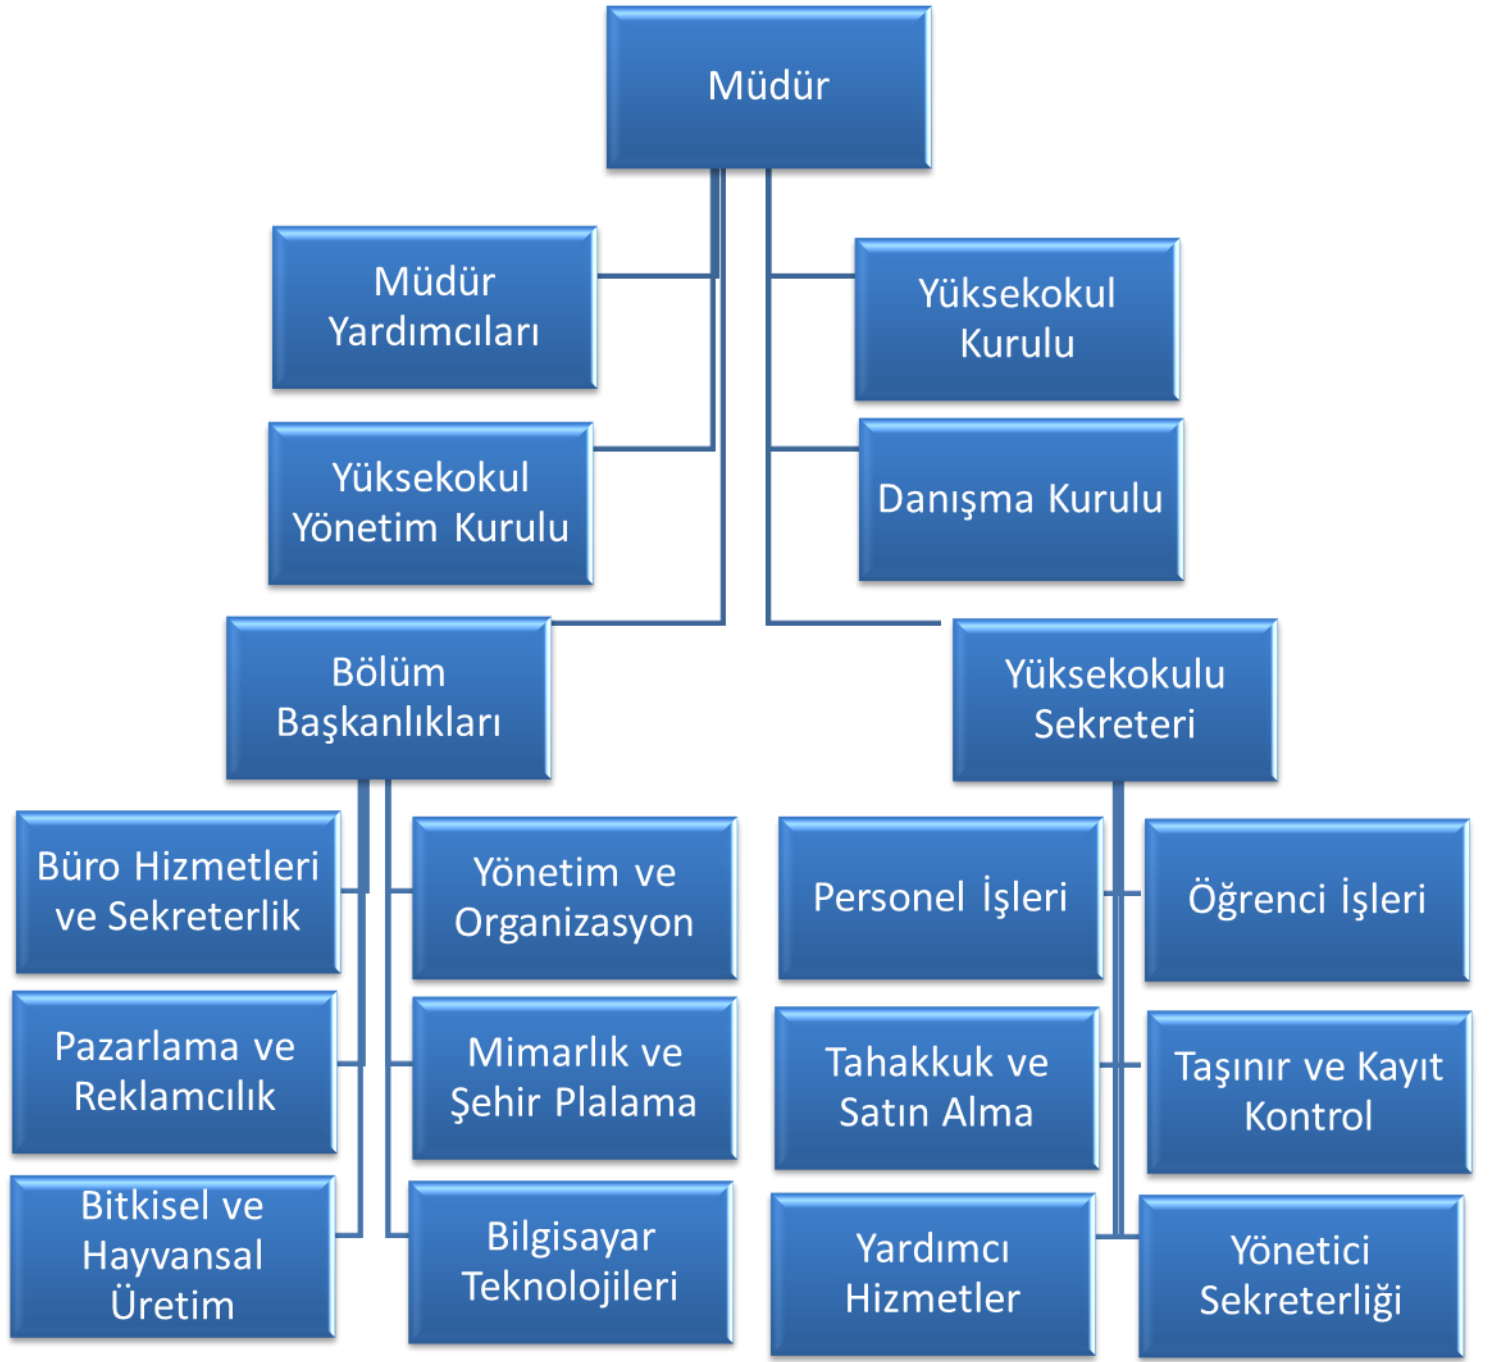 Müdür
Müdür
Yardımcıları
Yüksekokul
Kurulu
Yüksekokul
Yönetim Kurulu
Danışma Kurulu
Bölüm
Başkanlıkları
Yüksekokulu
Sekreteri
Büro Hizmetleri
ve Sekreterlik
Yönetim ve
Organizasyon
Personel İşleri
Öğrenci İşleri
Pazarlama ve
Reklamcılık
Mimarlık ve
Şehir Plalama
Tahakkuk ve
Satın Alma
Taşınır ve Kayıt
Kontrol
Bitkisel ve
Hayvansal
Üretim
Bilgisayar
Teknolojileri
Yardımcı
Hizmetler
Yönetici
Sekreterliği